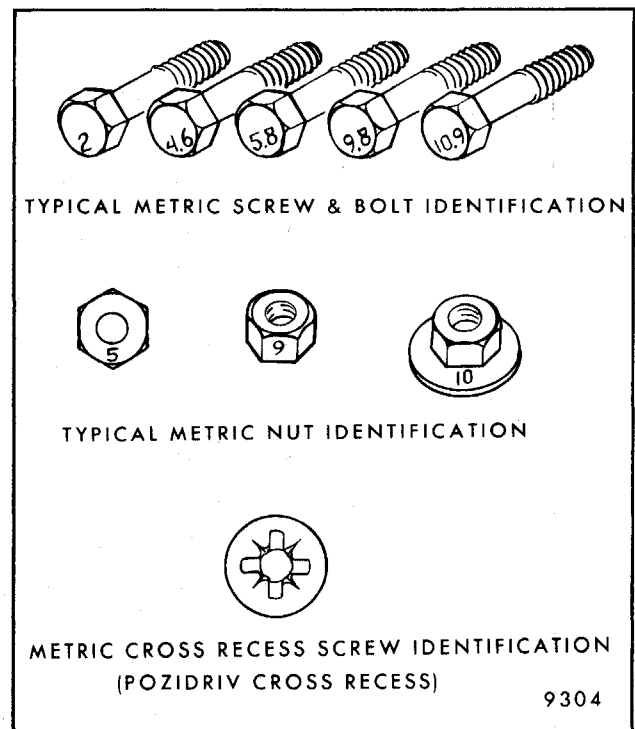 2 4.6 5.8 9.8 10.9
TYPICAL METRIC SCREW & BOLT IDENTIFICATION
5 9 10
TYPICAL METRIC NUT IDENTIFICATION
METRIC CROSS RECESS SCREW IDENTIFICATION
(POZIDRIV CROSS RECESS)
9304